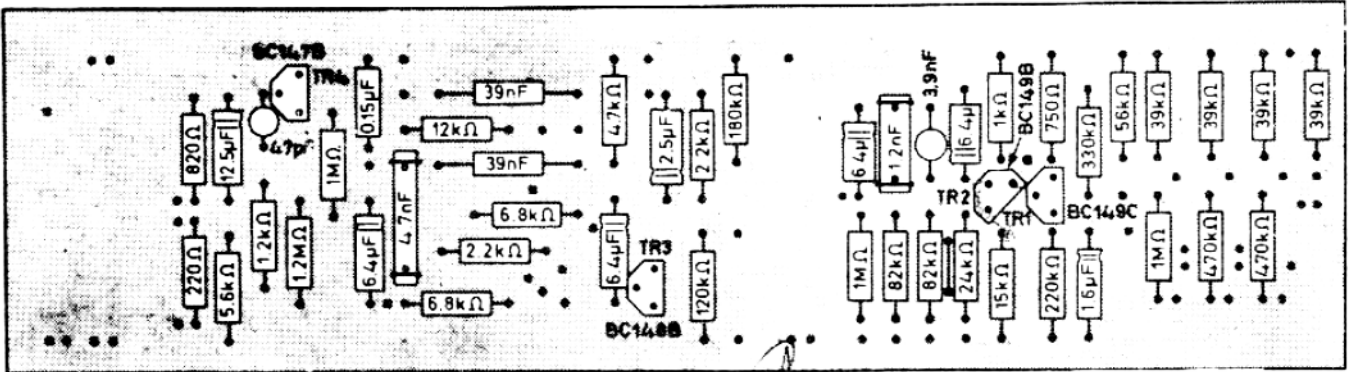 BC147B
TR4
820Ω
12.5µF
47pF
1MΩ
0.15µF
39nF
12kΩ
39nF
4.7nF
6.8kΩ
2.2kΩ
6.8kΩ
220Ω
5.6kΩ
1.2kΩ
1.2MΩ
6.4µF
4.7kΩ
2.5µF
2.2kΩ
180kΩ
6.4µF
TR3
BC148B
120kΩ
6.4µ
1.2nF
3.9nF
6.4µ
1kΩ
BC149B
750Ω
330kΩ
56kΩ
39kΩ
39kΩ
39kΩ
39kΩ
TR2
TR1
BC149C
1MΩ
82kΩ
82kΩ
24kΩ
15kΩ
220kΩ
1.6µF
1MΩ
470kΩ
470kΩ